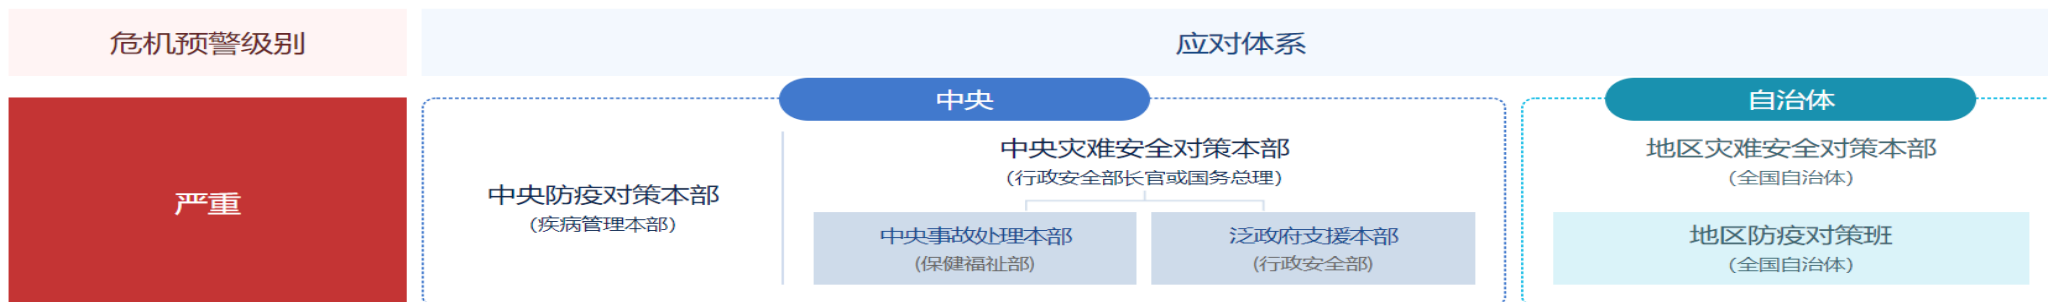 危机预警级别
应对体系
严重
中央
中央防疫对策本部
(疾病管理本部)
中央灾难安全对策本部
(行政安全部长官或国务总理)
中央事故处理本部
(保健福祉部)
泛政府支援本部
(行政安全部)
自治体
地区灾难安全对策本部
(全国自治体)
地区防疫对策班
(全国自治体)